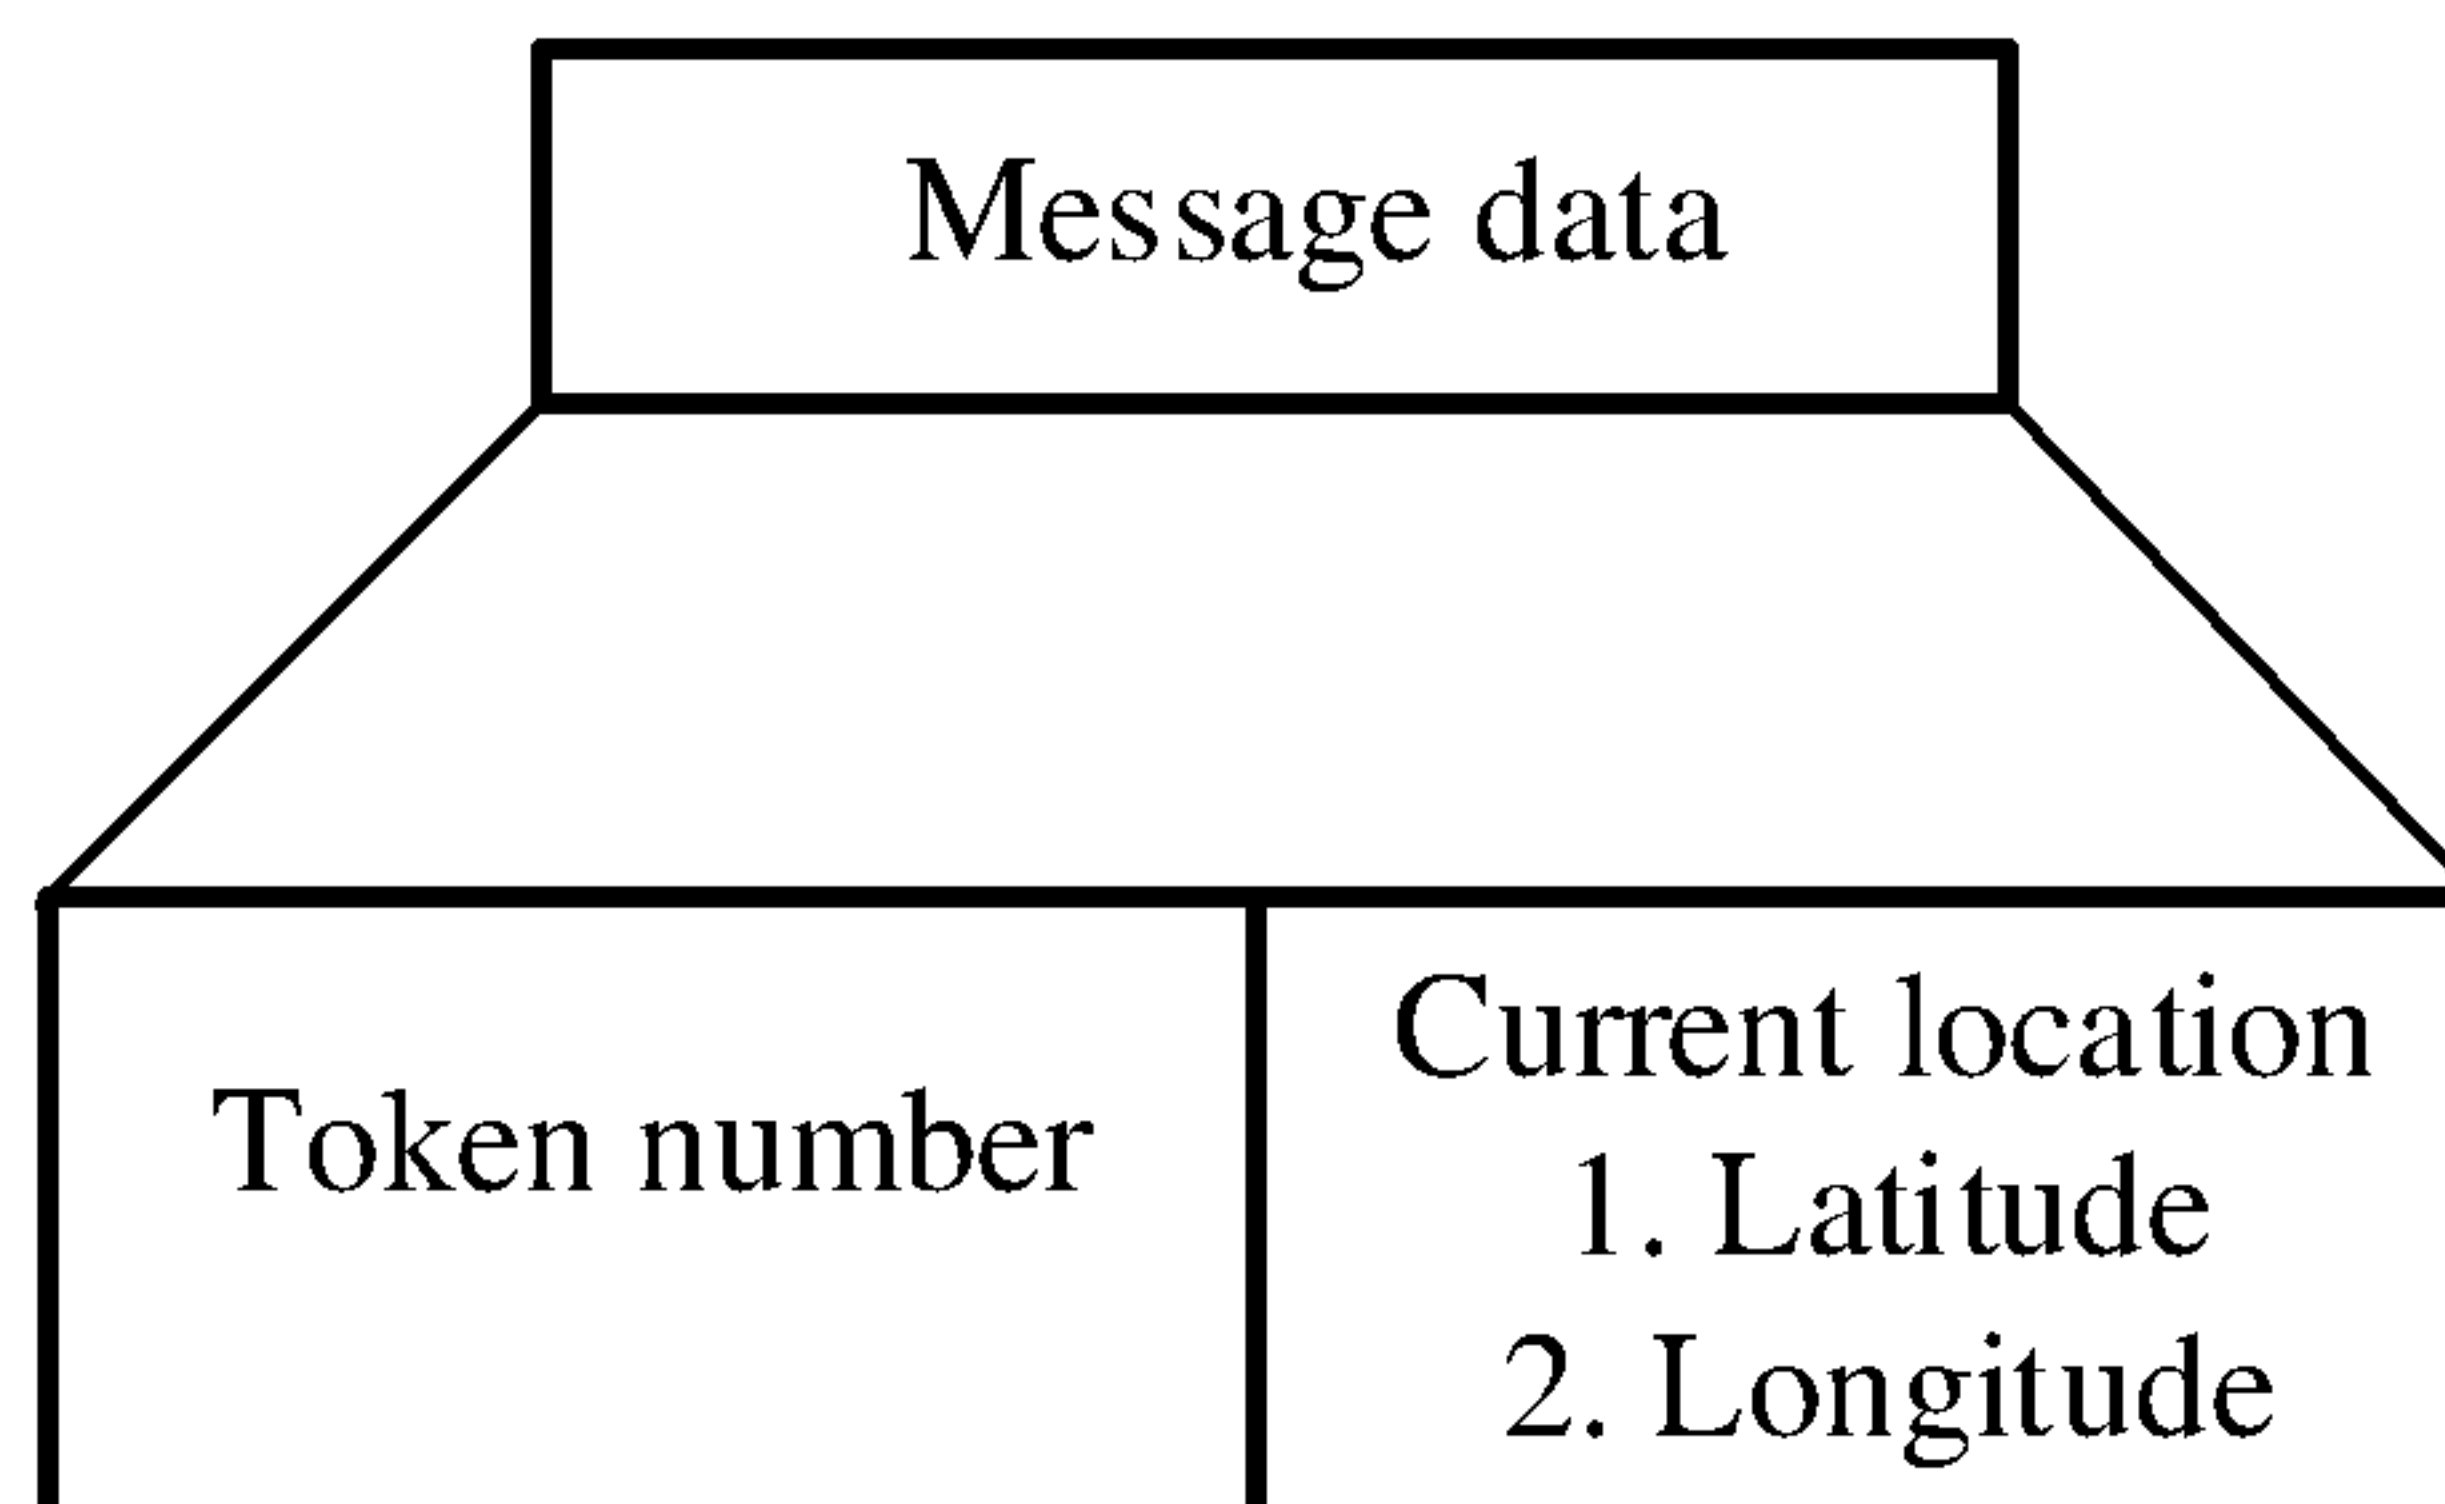 Message data
Token number
Current location
1. Latitude
2. Longitude